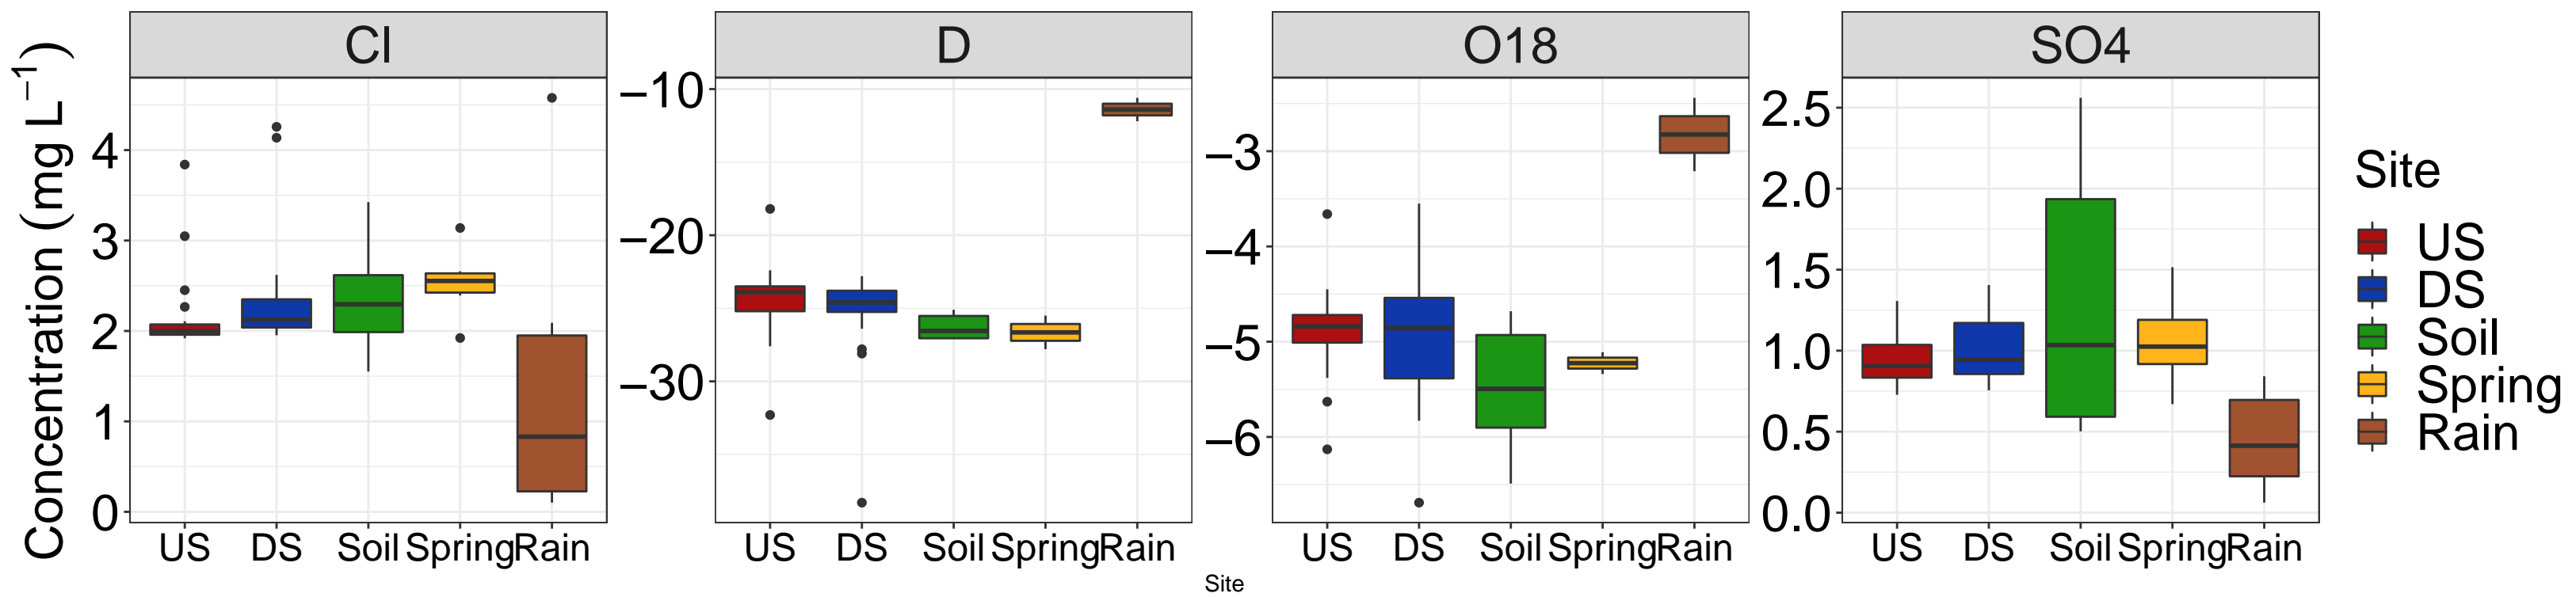 Cl D O18 SO4
Concentration (mg L⁻¹)
4
3
2
1
0
−10
−20
−30
−3
−4
−5
−6
2.5
2.0
1.5
1.0
0.5
0.0
US DS Soil Spring Rain
US DS Soil Spring Rain
US DS Soil Spring Rain
US DS Soil Spring Rain
Site
Site
US
DS
Soil
Spring
Rain